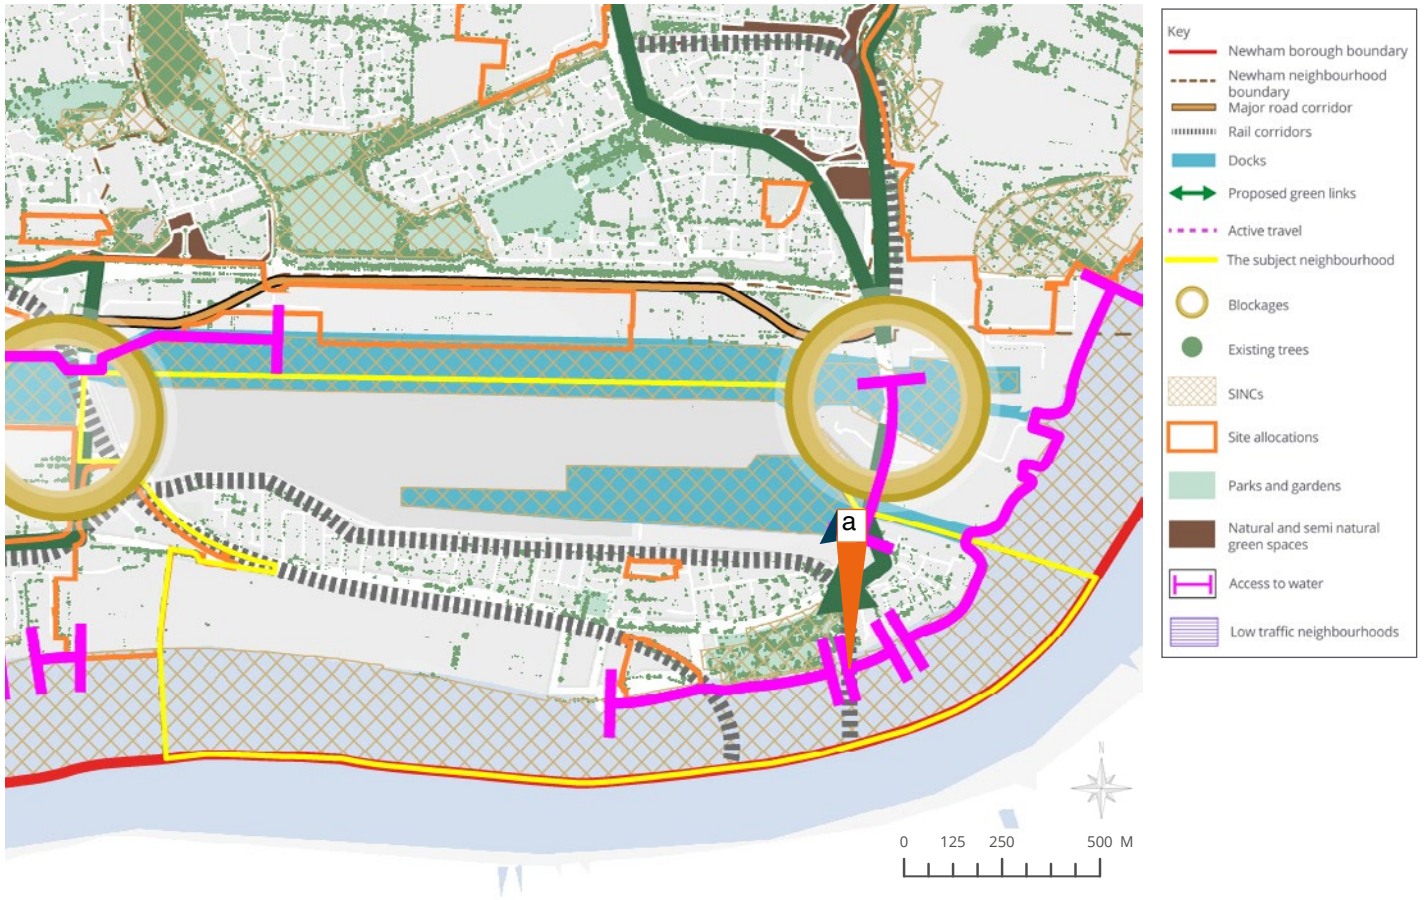 Key
Newham borough boundary
Newham neighbourhood
boundary
Major road corridor
Rail corridors
Docks
Proposed green links
Active travel
The subject neighbourhood
Blockages
Existing trees
SINCs
Site allocations
Parks and gardens
Natural and semi natural
green spaces
Access to water
Low traffic neighbourhoods
a
N
0 125 250 500 M